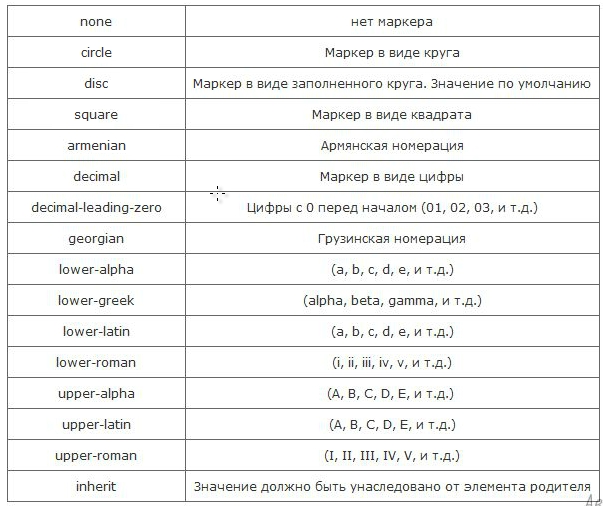 none нет маркера
circle Маркер в виде круга
disc Маркер в виде заполненного круга. Значение по умолчанию
square Маркер в виде квадрата
armenian Армянская номерация
decimal Маркер в виде цифры
decimal-leading-zero Цифры с 0 перед началом (01, 02, 03, и т.д.)
georgian Грузинская номерация
lower-alpha (a, b, c, d, e, и т.д.)
lower-greek (alpha, beta, gamma, и т.д.)
lower-latin (a, b, c, d, e, и т.д.)
lower-roman (i, ii, iii, iv, v, и т.д.)
upper-alpha (A, B, C, D, E, и т.д.)
upper-latin (A, B, C, D, E, и т.д.)
upper-roman (I, II, III, IV, V, и т.д.)
inherit Значение должно быть унаследовано от элемента родителя